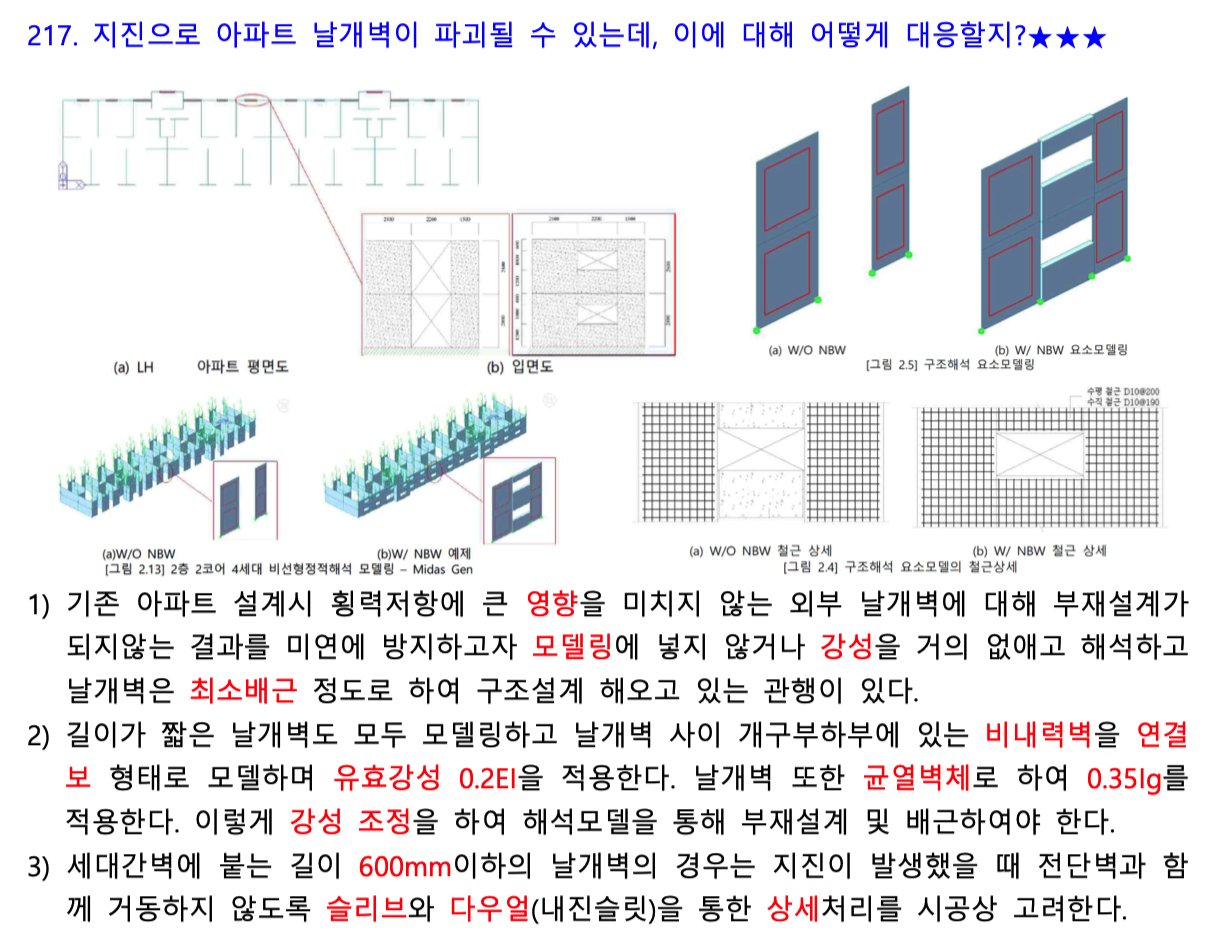 217. 지진으로 아파트 날개벽이 파괴될 수 있는데, 이에 대해 어떻게 대응할지?★★★
2200
2200
(a) W/O NBW
(b) W/ NBW 요소모델링
[그림 2.5] 구조해석 요소모델링
(a) LH 아파트 평면도
(b) 입면도
수평 철근 D10@200
수직 철근 D10@190
(a)W/O NBW
(b)W/ NBW 예제
[그림 2.13] 2층 2코어 4세대 비선형정적해석 모델링 – Midas Gen
(a) W/O NBW 철근 상세
(b) W/ NBW 철근 상세
[그림 2.4] 구조해석 요소모델의 철근상세
1) 기존 아파트 설계시 횡력저항에 큰 영향을 미치지 않는 외부 날개벽에 대해 부재설계가
되지않는 결과를 미연에 방지하고자 모델링에 넣지 않거나 강성을 거의 없애고 해석하고
날개벽은 최소배근 정도로 하여 구조설계 해오고 있는 관행이 있다.
2) 길이가 짧은 날개벽도 모두 모델링하고 날개벽 사이 개구부하부에 있는 비내력벽을 연결
보 형태로 모델하며 유효강성 0.2EI을 적용한다. 날개벽 또한 균열벽체로 하여 0.35Ig를
적용한다. 이렇게 강성 조정을 하여 해석모델을 통해 부재설계 및 배근하여야 한다.
3) 세대간벽에 붙는 길이 600mm이하의 날개벽의 경우는 지진이 발생했을 때 전단벽과 함
께 거동하지 않도록 슬리브와 다우얼(내진슬릿)을 통한 상세처리를 시공상 고려한다.